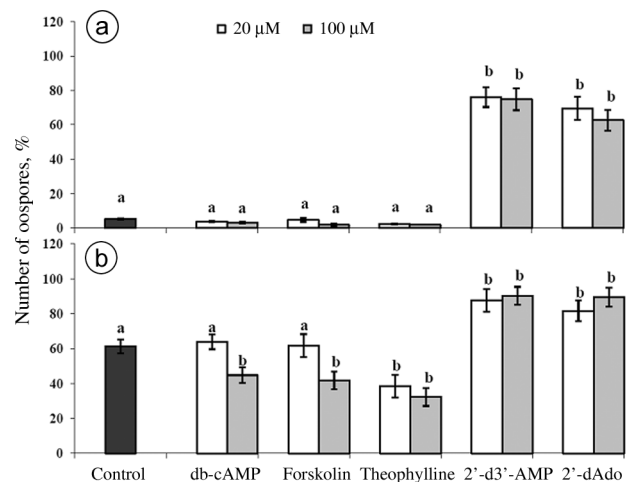 a
20 µM
100 µM
Number of oospores, %
120
100
80
60
40
20
0
a
a
a
a
a
a
a
b
b
b
b
b
120
100
80
60
40
20
0
a
a
b
a
b
b
b
b
b
b
b
Control
db-cAMP
Forskolin
Theophylline
2'-d3'-AMP
2'-dAdo